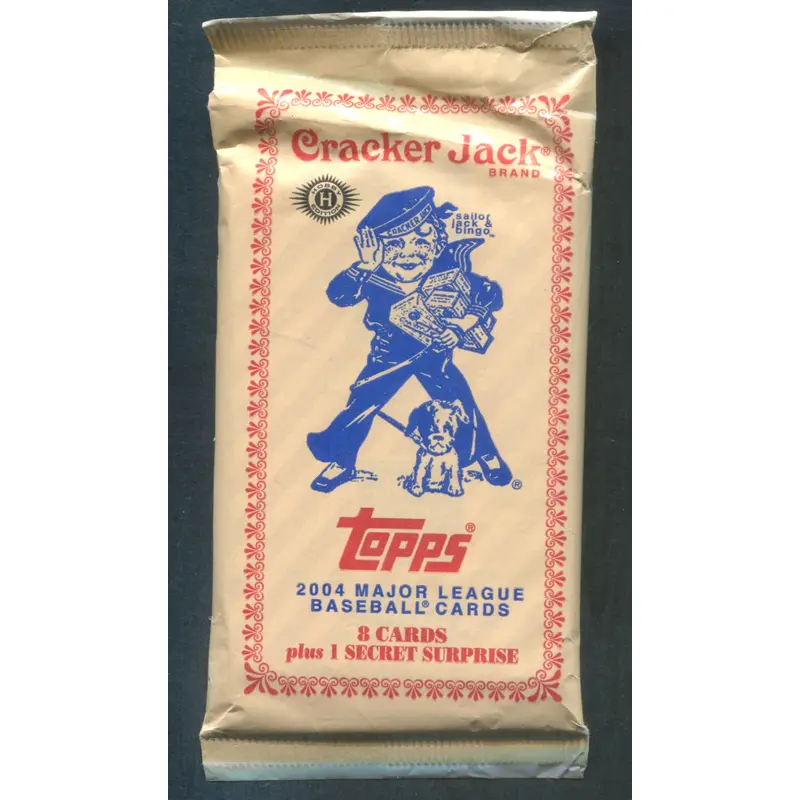 Cracker Jack®
BRAND
HOBBY
H
EDITION
CRACKER JACK
sailor
jack &
bingo™
®
Topps®
2004 MAJOR LEAGUE
BASEBALL® CARDS
8 CARDS
plus 1 SECRET SURPRISE